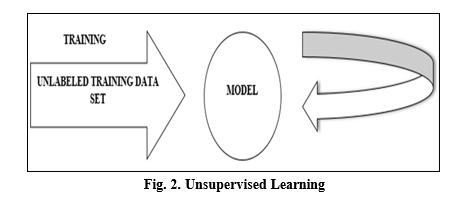 TRAINING
UNLABELED TRAINING DATA
SET
MODEL
Fig. 2. Unsupervised Learning